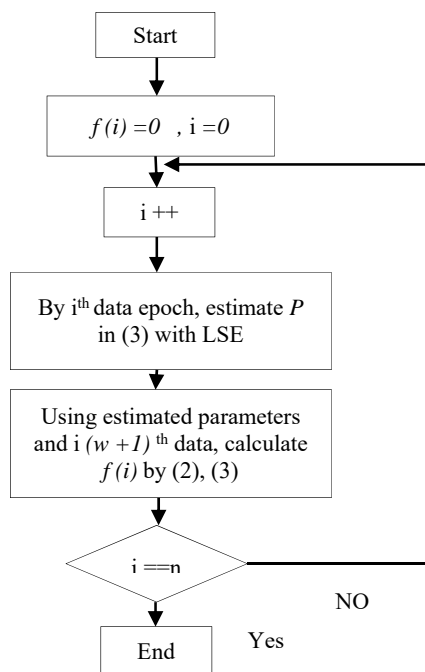 Start
f(i) =0 , i =0
i ++
By iᵗʰ data epoch, estimate P
in (3) with LSE
Using estimated parameters
and i (w +1) ᵗʰ data, calculate
f(i) by (2), (3)
i ==n
NO
End
Yes